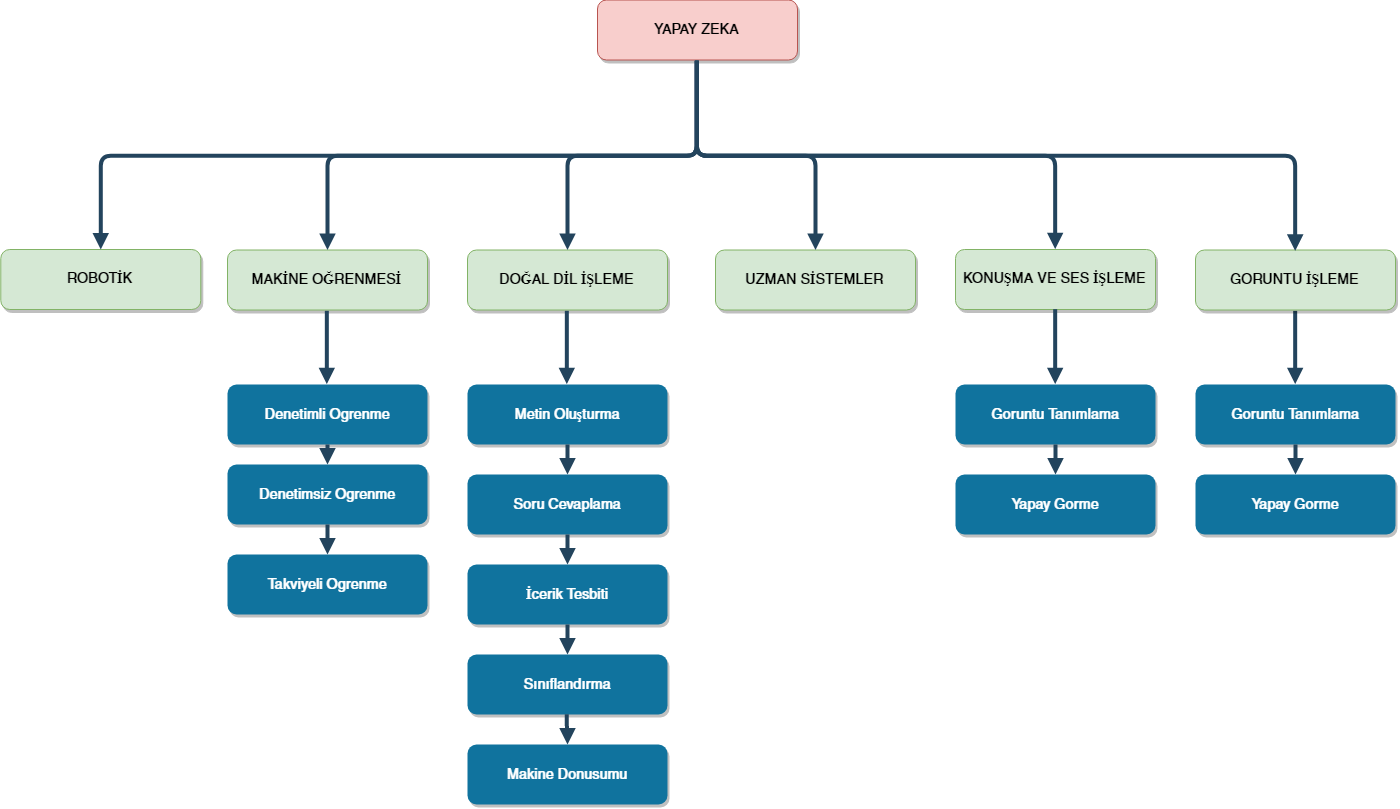 YAPAY ZEKA
ROBOTİK
MAKİNE OĞRENMESİ
DOĞAL DİL İŞLEME
UZMAN SİSTEMLER
KONUŞMA VE SES İŞLEME
GORUNTU İŞLEME
Denetimli Ogrenme
Denetimsiz Ogrenme
Takviyeli Ogrenme
Metin Oluşturma
Soru Cevaplama
İcerik Tesbiti
Sınıflandırma
Makine Donusumu
Goruntu Tanımlama
Yapay Gorme
Goruntu Tanımlama
Yapay Gorme